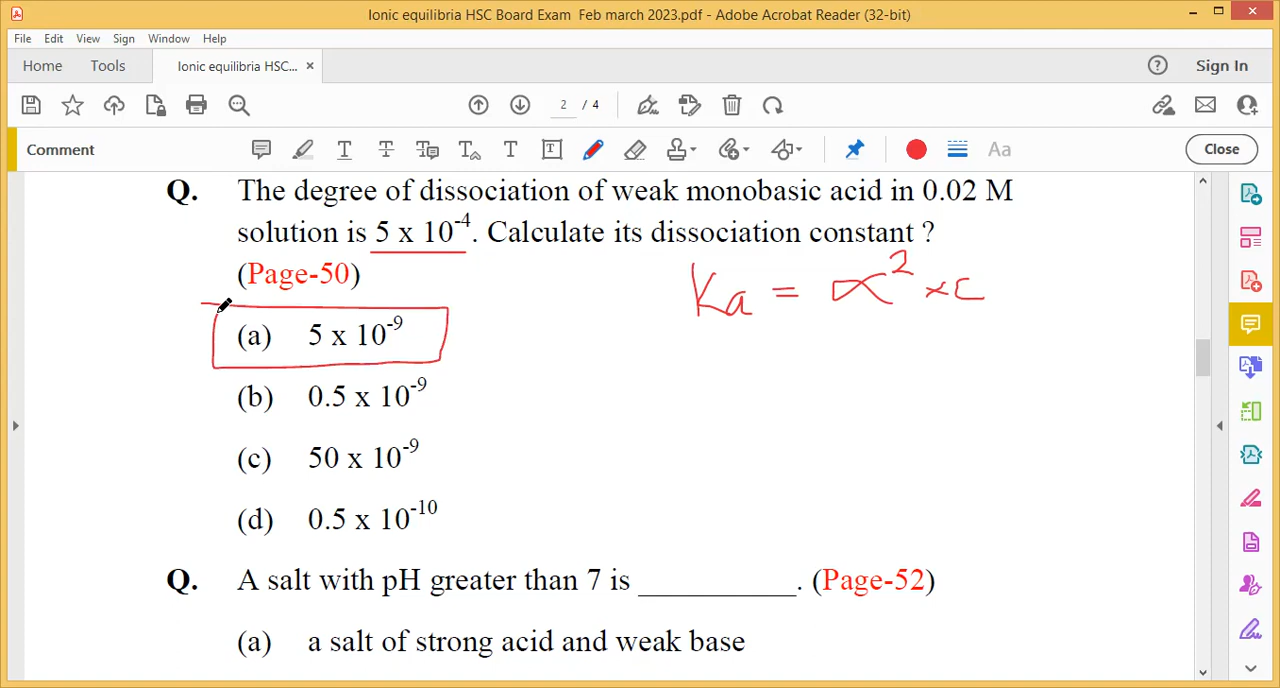 Ionic equilibria HSC Board Exam Feb march 2023.pdf - Adobe Acrobat Reader (32-bit)
File Edit View Sign Window Help
Home Tools Ionic equilibria HSC... × Sign In
2 / 4
Comment Aa Close
Q. The degree of dissociation of weak monobasic acid in 0.02 M
solution is 5 x 10⁻⁴. Calculate its dissociation constant ?
(Page-50)
Ka = α² × c
(a) 5 x 10⁻⁹
(b) 0.5 x 10⁻⁹
(c) 50 x 10⁻⁹
(d) 0.5 x 10⁻¹⁰
Q. A salt with pH greater than 7 is __________. (Page-52)
(a) a salt of strong acid and weak base